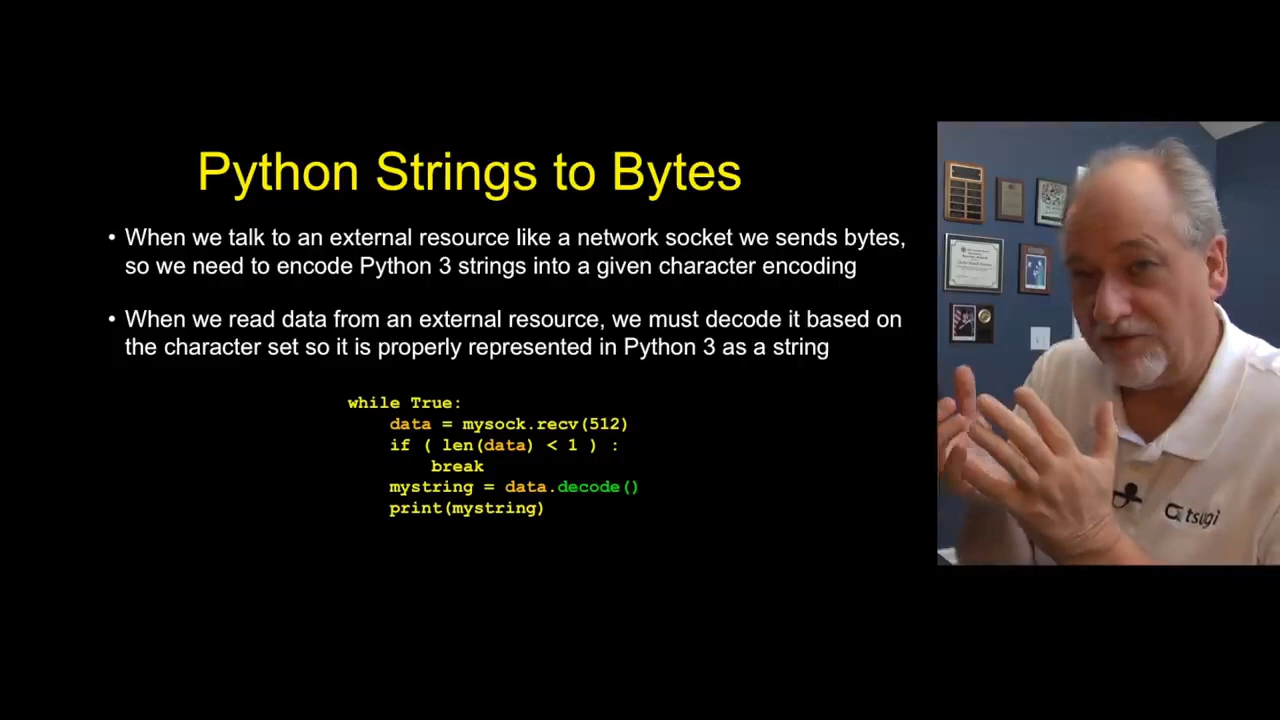 Python Strings to Bytes
• When we talk to an external resource like a network socket we sends bytes,
so we need to encode Python 3 strings into a given character encoding
• When we read data from an external resource, we must decode it based on
the character set so it is properly represented in Python 3 as a string
while True:
    data = mysock.recv(512)
    if ( len(data) < 1 ) :
        break
    mystring = data.decode()
    print(mystring)
tsugi